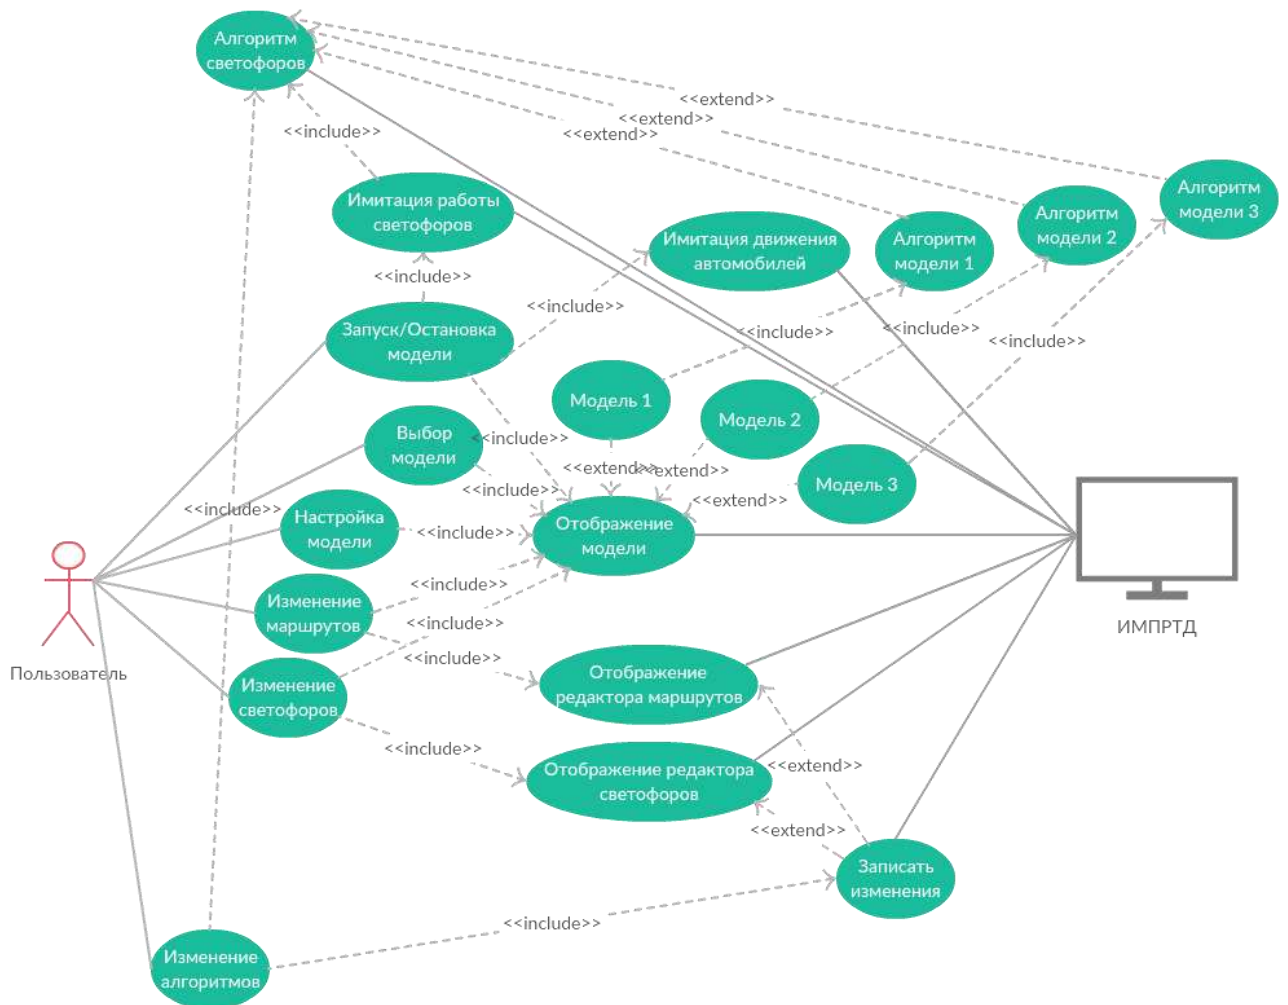 Алгоритм
светофоров
<<extend>>
<<extend>>
<<extend>>
<<include>>
Имитация работы
светофоров
Имитация движения
автомобилей
Алгоритм
модели 1
Алгоритм
модели 2
Алгоритм
модели 3
<<include>>
<<include>>
<<include>>
<<include>>
<<include>>
Запуск/Остановка
модели
Модель 1
Модель 2
Модель 3
Выбор
модели
<<include>>
<<extend>>
<<extend>>
<<extend>>
<<include>>
<<include>>
Настройка
модели
<<include>>
Отображение
модели
<<include>>
Изменение
маршрутов
<<include>>
<<include>>
Пользователь
ИМПРТД
Изменение
светофоров
Отображение
редактора маршрутов
<<include>>
Отображение редактора
светофоров
<<extend>>
<<extend>>
Записать
изменения
<<include>>
Изменение
алгоритмов